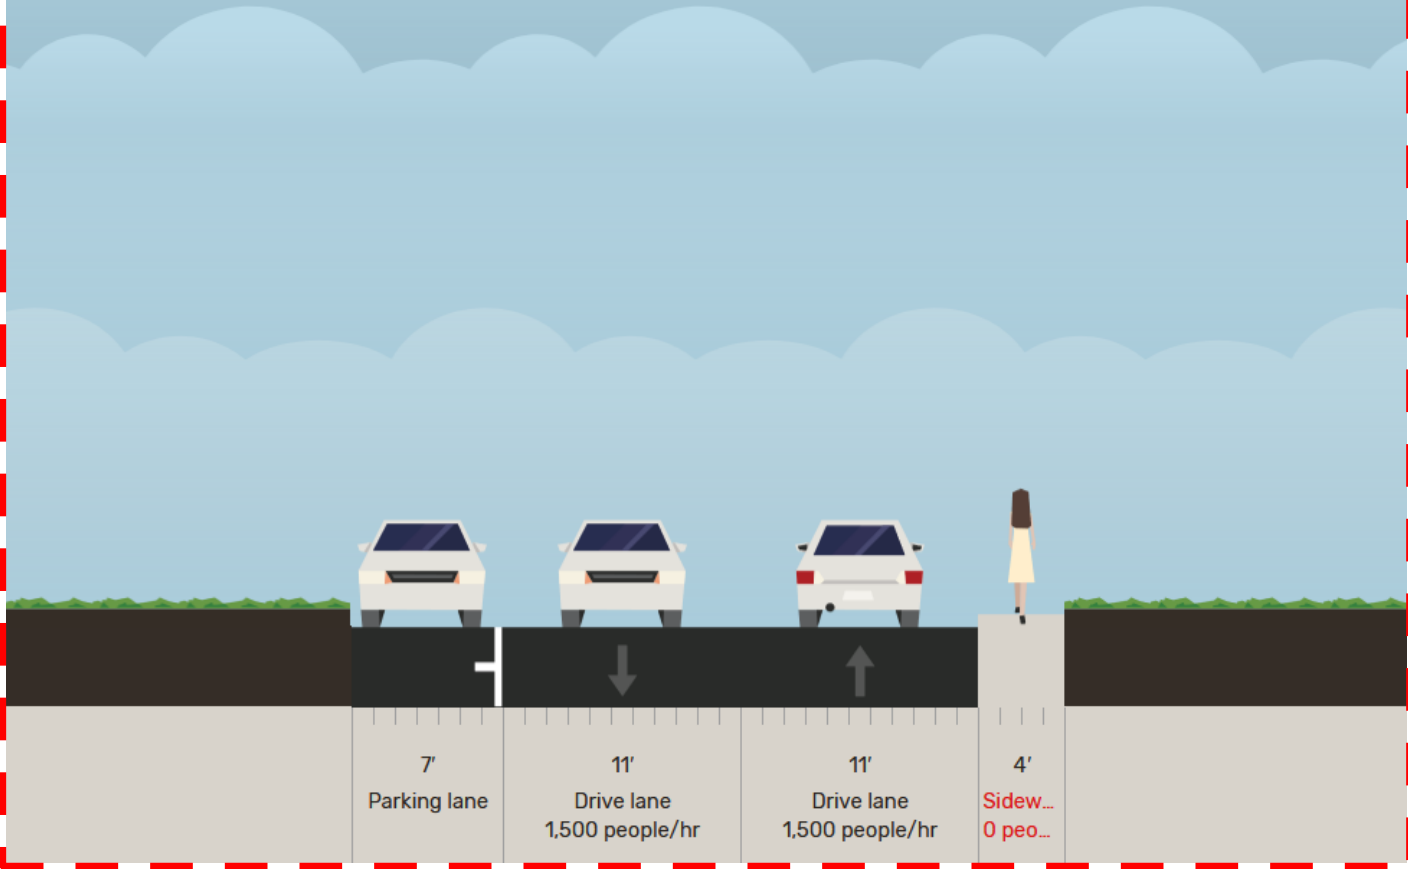 7′
Parking lane
11′
Drive lane
1,500 people/hr
11′
Drive lane
1,500 people/hr
4′
Sidew…
0 peo…